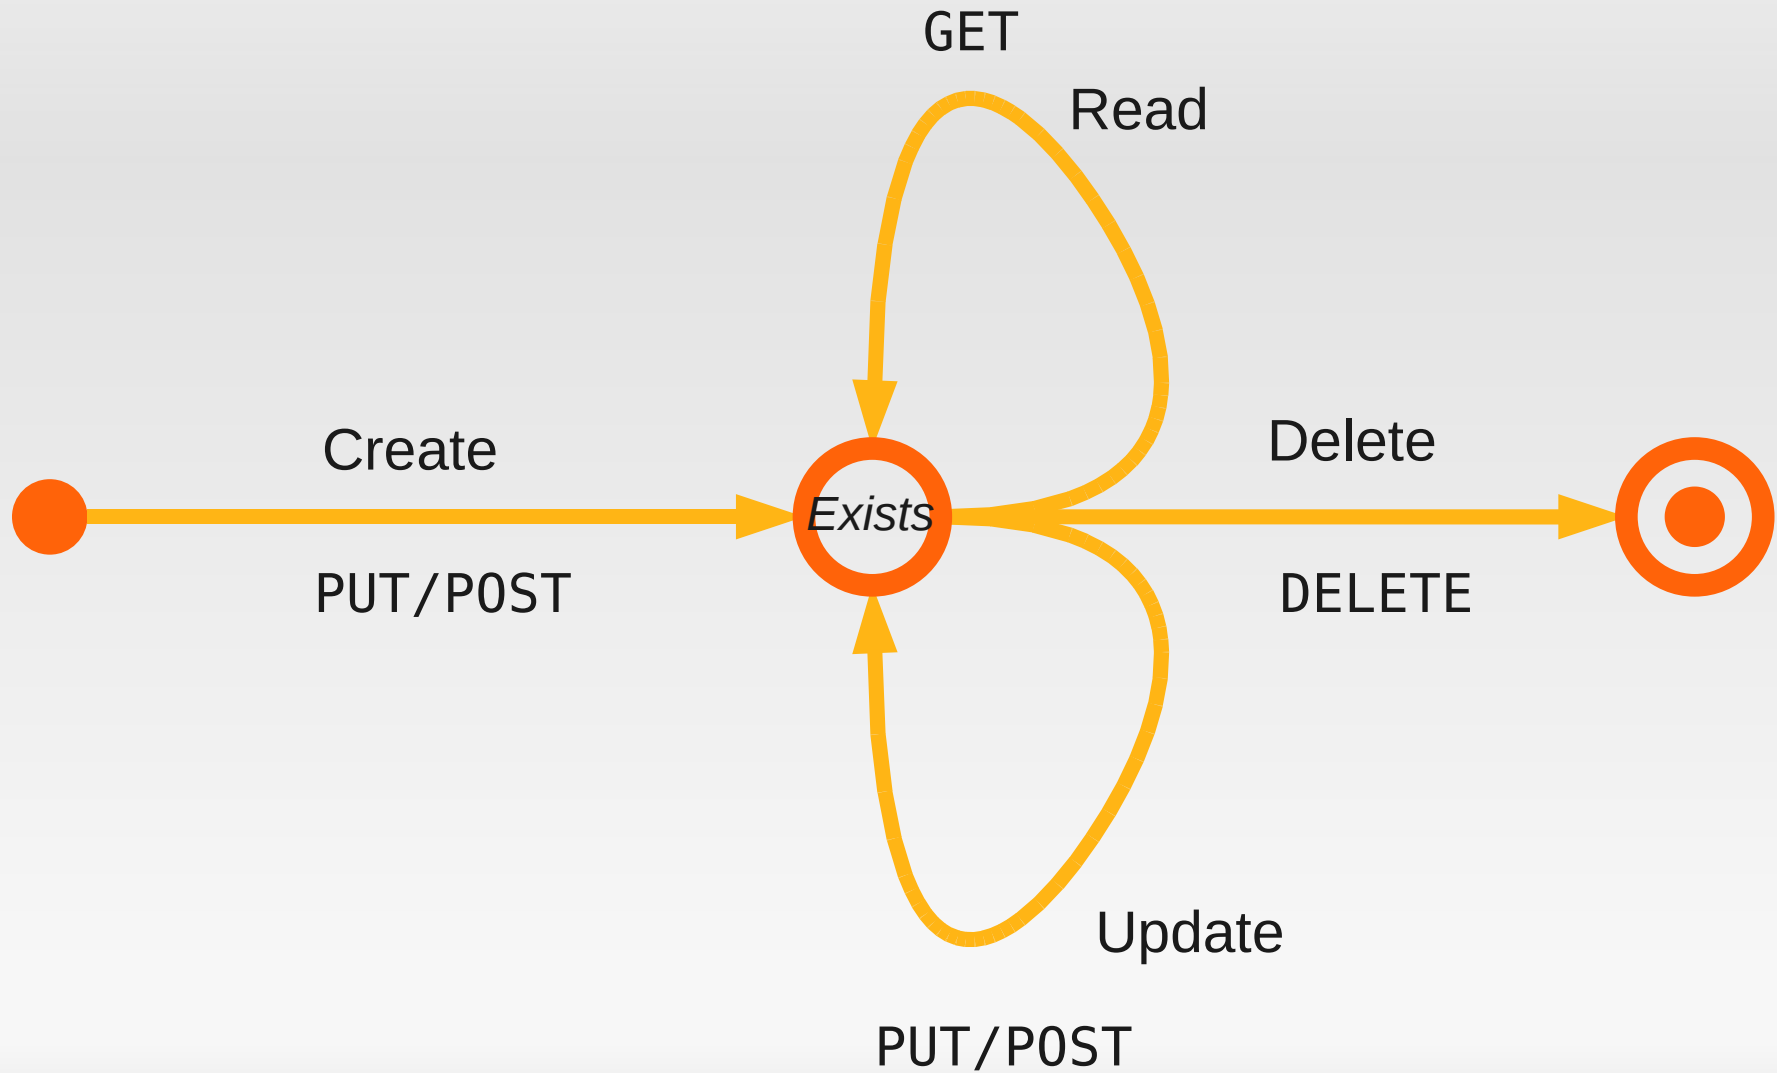 GET
Read
Create
Delete
Exists
PUT/POST
DELETE
Update
PUT/POST